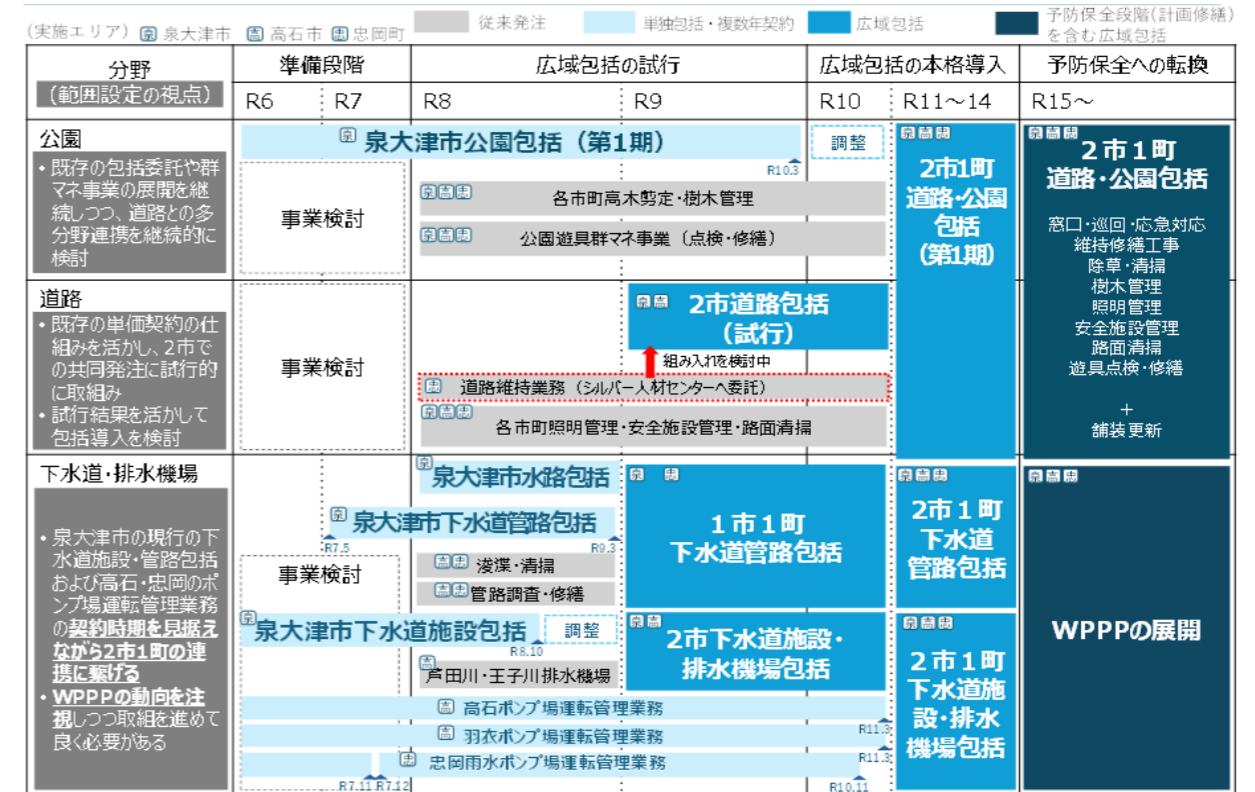 (実施エリア) 泉 泉大津市 高 高石市 忠 忠岡町
従来発注
単独包括・複数年契約
広域包括
予防保全段階(計画修繕)
を含む広域包括
分野
(範囲設定の視点)
準備段階
広域包括の試行
広域包括の本格導入
予防保全への転換
R6
R7
R8
R9
R10
R11～14
R15～
公園
・既存の包括委託や群
マネ事業の展開を継
続しつつ、道路との多
分野連携を継続的に
検討
泉 泉大津市公園包括（第1期）
R10.3
調整
事業検討
泉高忠 各市町高木剪定・樹木管理
泉高忠 公園遊具群マネ事業（点検・修繕）
泉高忠
2市1町
道路・公園
包括
(第1期)
泉高忠
２市１町
道路・公園包括
窓口・巡回・応急対応
維持修繕工事
除草・清掃
樹木管理
照明管理
安全施設管理
路面清掃
遊具点検・修繕
＋
舗装更新
道路
・既存の単価契約の仕
組みを活かし、2市で
の共同発注に試行的
に取組み
・試行結果を活かして
包括導入を検討
事業検討
泉高 2市道路包括
（試行）
組み入れを検討中
忠 道路維持業務（シルバー人材センターへ委託）
泉高忠
各市町照明管理・安全施設管理・路面清掃
下水道・排水機場
・泉大津市の現行の下
水道施設・管路包括
および高石・忠岡のポ
ンプ場運転管理業務
の契約時期を見据え
ながら2市1町の連
携に繋げる
・WPPPの動向を注
視しつつ取組を進めて
良く必要がある
泉
泉大津市水路包括
泉 泉大津市下水道管路包括
R7.5
R9.3
事業検討
高忠 浚渫・清掃
高忠 管路調査・修繕
泉 忠
１市１町
下水道管路包括
泉高忠
2市１町
下水道
管路包括
泉高忠
WPPPの展開
泉
泉大津市下水道施設包括
R8.10
調整
高
芦田川・王子川排水機場
泉高
2市下水道施設・
排水機場包括
泉高忠
２市１町
下水道施
設・排水
機場包括
高 高石ポンプ場運転管理業務
R11.3
高 羽衣ポンプ場運転管理業務
R11.3
忠 忠岡雨水ポンプ場運転管理業務
R7.11 R7.12
R10.11